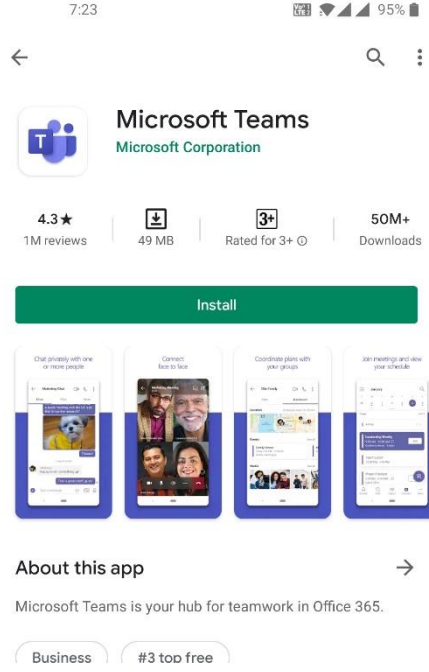 7:23
Vo) LTE 95%
Microsoft Teams
Microsoft Corporation
4.3★
1M reviews
49 MB
3+
Rated for 3+
50M+
Downloads
Install
Chat privately with one
or more people
Connect
face to face
Coordinate plans with
your groups
Join meetings and view
your schedule
About this app
Microsoft Teams is your hub for teamwork in Office 365.
Business
#3 top free